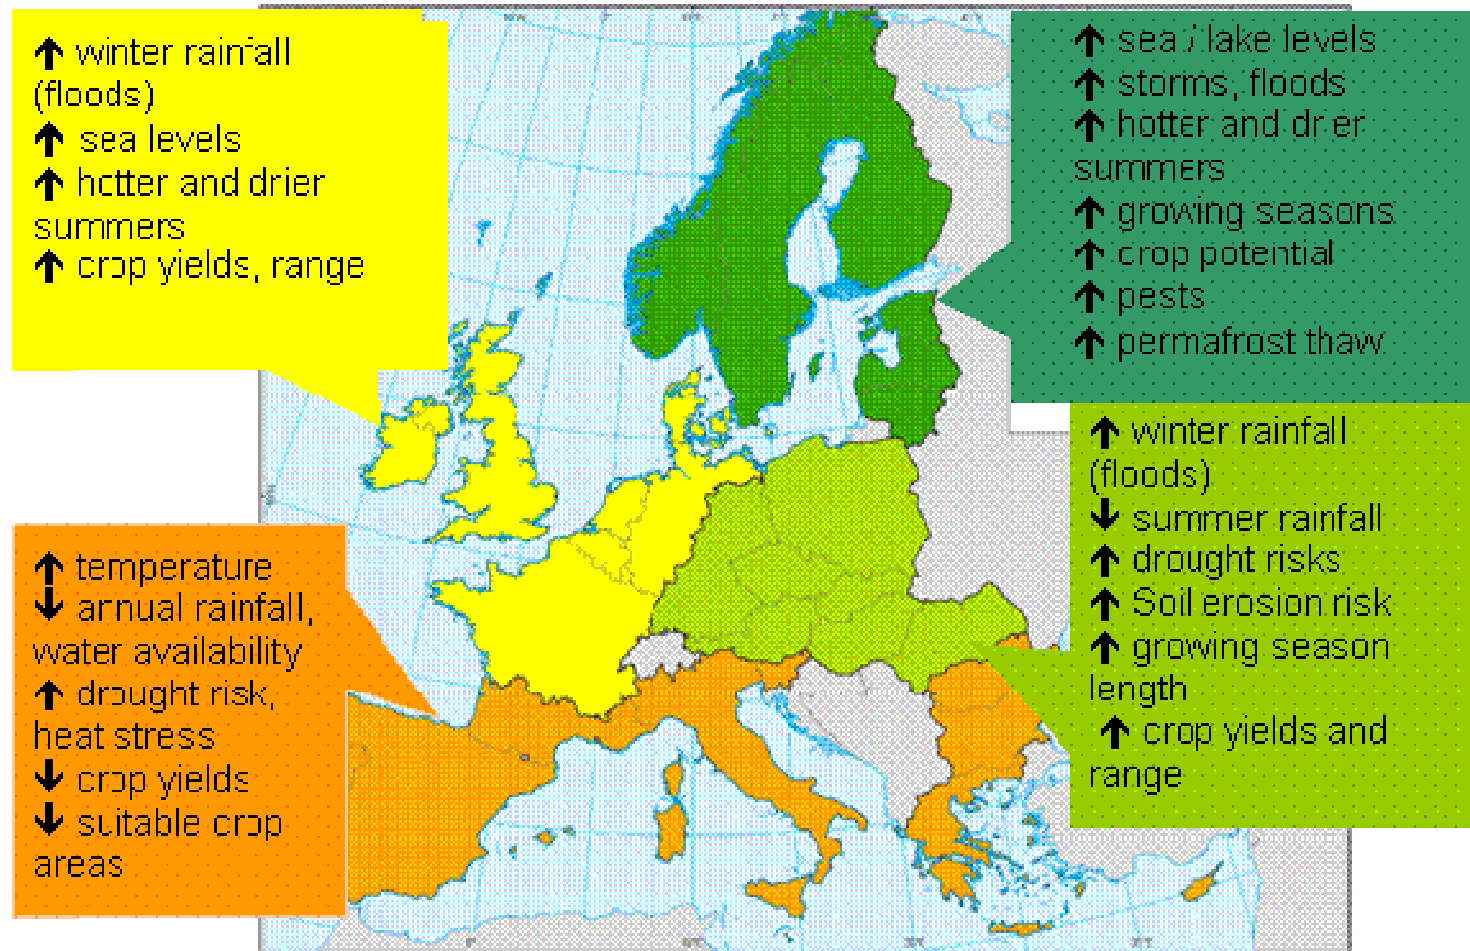 ↑ winter rainfall
(floods)
↑ sea levels
↑ hotter and drier
summers
↑ crop yields, range
↑ sea / lake levels
↑ storms, floods
↑ hotter and drier
summers
↑ growing seasons
↑ crop potential
↑ pests
↑ permafrost thaw
↑ temperature
↓ annual rainfall,
water availability
↑ drought risk,
heat stress
↓ crop yields
↓ suitable crop
areas
↑ winter rainfall
(floods)
↓ summer rainfall
↑ drought risks
↑ Soil erosion risk
↑ growing season
length
↑ crop yields and
range